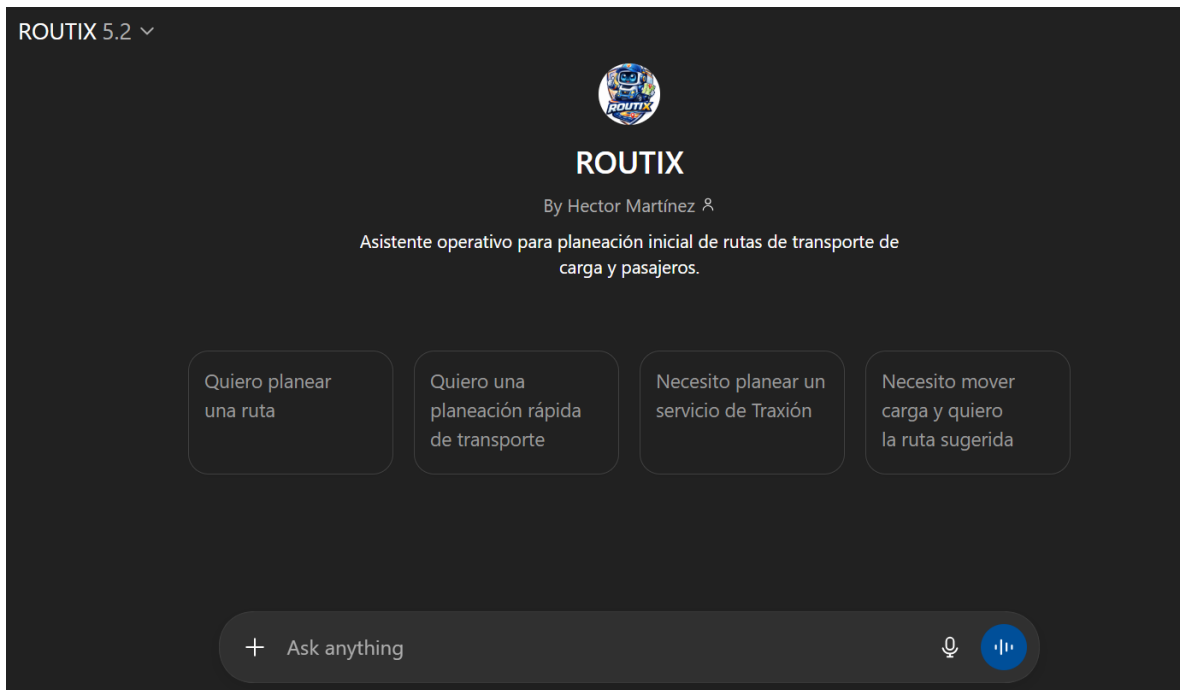 ROUTIX 5.2
ROUTIX
ROUTIX
By Hector Martínez
Asistente operativo para planeación inicial de rutas de transporte de
carga y pasajeros.
Quiero planear
una ruta
Quiero una
planeación rápida
de transporte
Necesito planear un
servicio de Traxión
Necesito mover
carga y quiero
la ruta sugerida
Ask anything